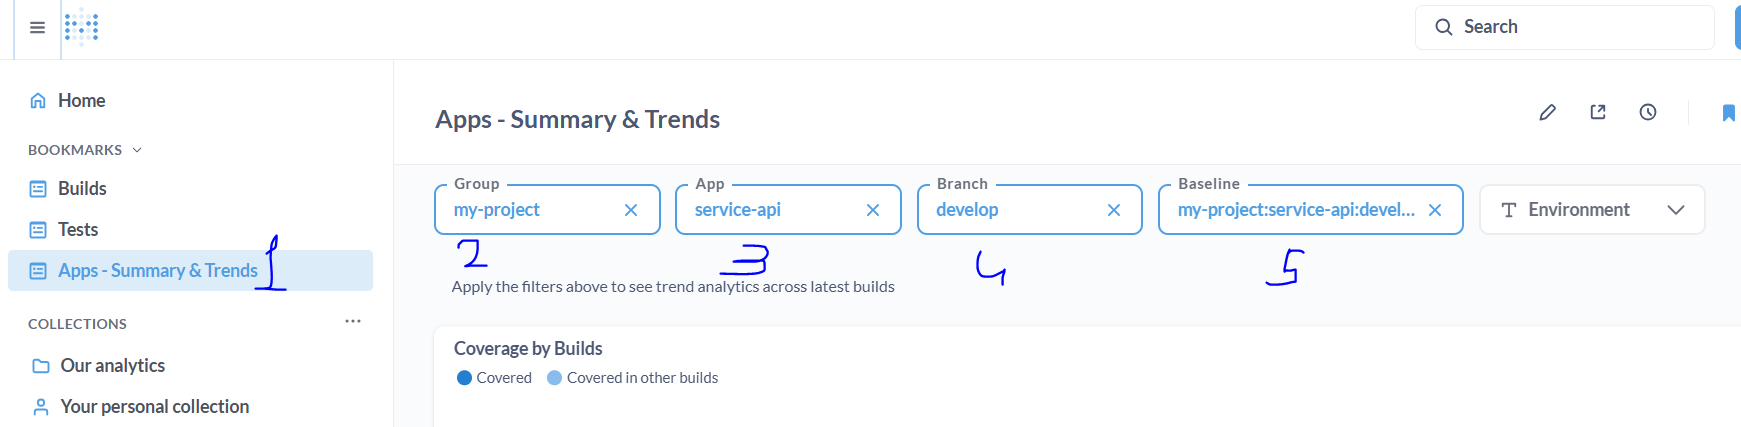 Search
Home
BOOKMARKS
Builds
Tests
Apps - Summary & Trends
1
COLLECTIONS
...
Our analytics
Your personal collection
Apps - Summary & Trends
Group
my-project
App
service-api
Branch
develop
Baseline
my-project:service-api:devel...
Environment
2
3
4
5
Apply the filters above to see trend analytics across latest builds
Coverage by Builds
Covered
Covered in other builds